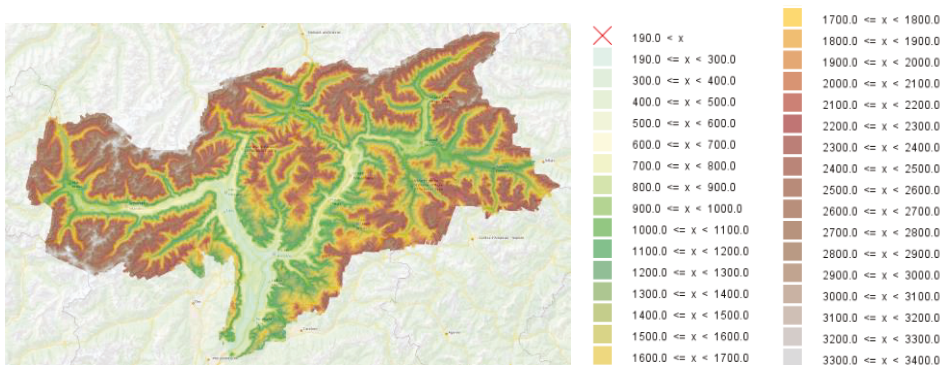 190.0 < x
190.0 <= x < 300.0
300.0 <= x < 400.0
400.0 <= x < 500.0
500.0 <= x < 600.0
600.0 <= x < 700.0
700.0 <= x < 800.0
800.0 <= x < 900.0
900.0 <= x < 1000.0
1000.0 <= x < 1100.0
1100.0 <= x < 1200.0
1200.0 <= x < 1300.0
1300.0 <= x < 1400.0
1400.0 <= x < 1500.0
1500.0 <= x < 1600.0
1600.0 <= x < 1700.0
1700.0 <= x < 1800.0
1800.0 <= x < 1900.0
1900.0 <= x < 2000.0
2000.0 <= x < 2100.0
2100.0 <= x < 2200.0
2200.0 <= x < 2300.0
2300.0 <= x < 2400.0
2400.0 <= x < 2500.0
2500.0 <= x < 2600.0
2600.0 <= x < 2700.0
2700.0 <= x < 2800.0
2800.0 <= x < 2900.0
2900.0 <= x < 3000.0
3000.0 <= x < 3100.0
3100.0 <= x < 3200.0
3200.0 <= x < 3300.0
3300.0 <= x < 3400.0